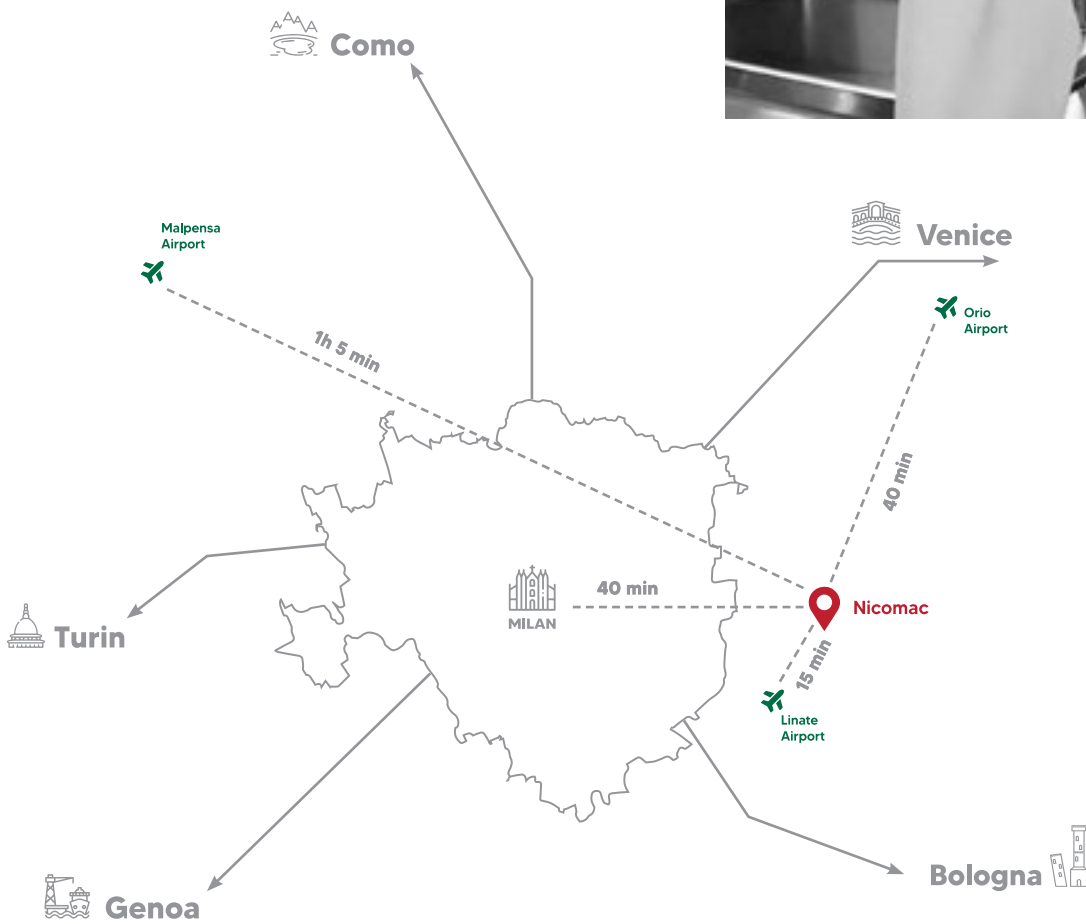 Como
Malpensa
Airport
Venice
Orio
Airport
1h 5 min
40 min
40 min
MILAN
Nicomac
15 min
Turin
Linate
Airport
Bologna
Genoa